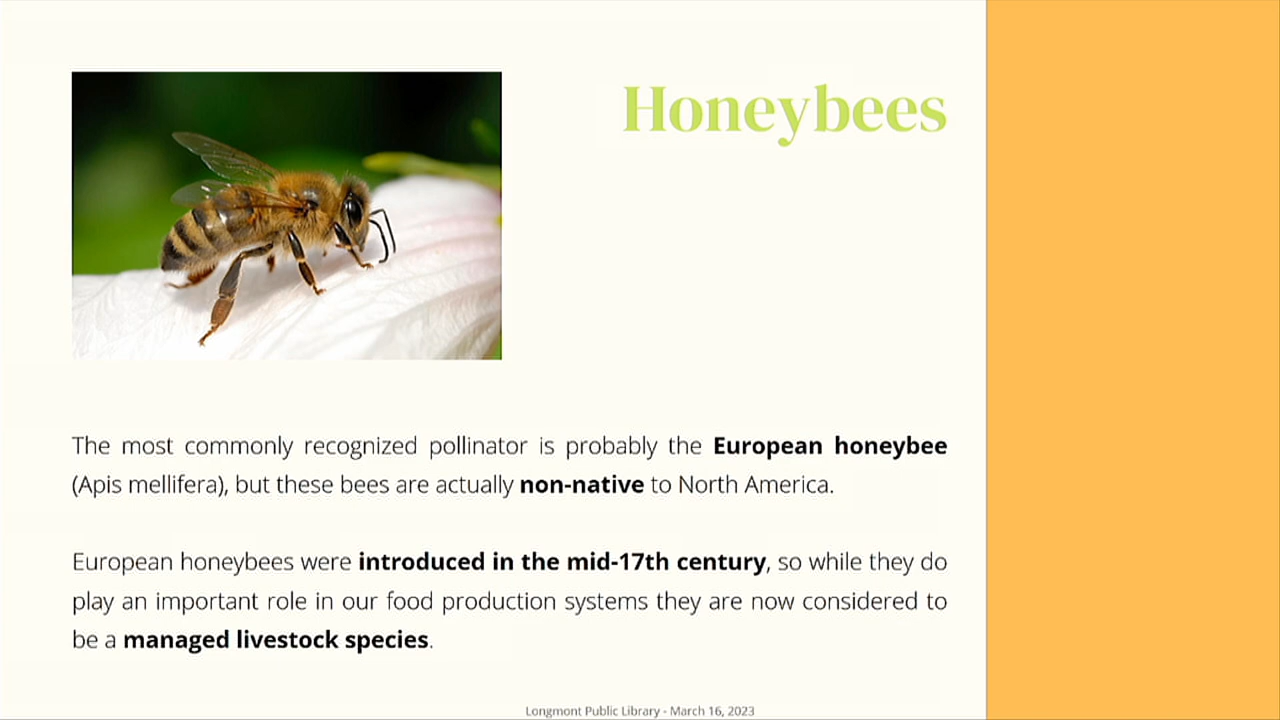 Honeybees
The most commonly recognized pollinator is probably the European honeybee
(Apis mellifera), but these bees are actually non-native to North America.
European honeybees were introduced in the mid-17th century, so while they do
play an important role in our food production systems they are now considered to
be a managed livestock species.
Longmont Public Library - March 16, 2023